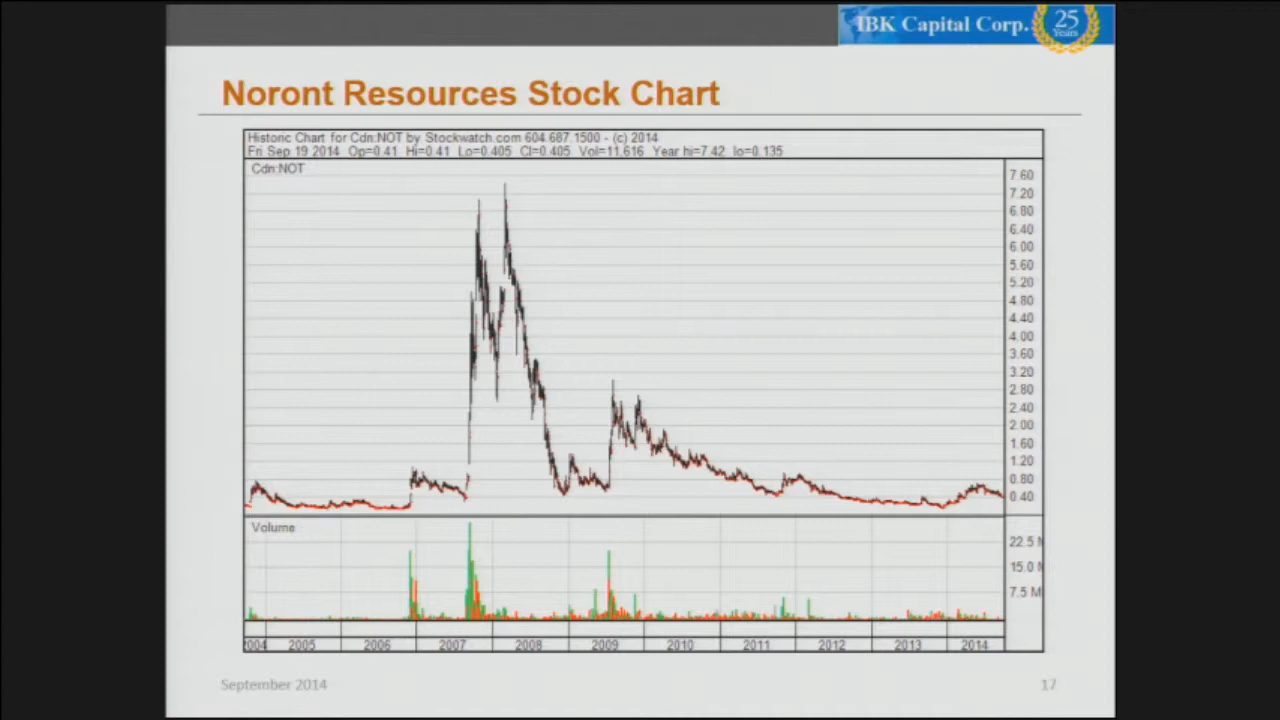 IBK Capital Corp.
25
Years
Noront Resources Stock Chart
Historic Chart for Cdn:NOT by Stockwatch.com 604.687.1500 - (c) 2014
Fri Sep 19 2014 Op=0.41 Hi=0.41 Lo=0.405 Cl=0.405 Vol=11,616 Year hi=7.42 lo=0.135
Cdn:NOT
7.60
7.20
6.80
6.40
6.00
5.60
5.20
4.80
4.40
4.00
3.60
3.20
2.80
2.40
2.00
1.60
1.20
0.80
0.40
Volume
22.5 M
15.0 M
7.5 M
2004 2005 2006 2007 2008 2009 2010 2011 2012 2013 2014
September 2014
17